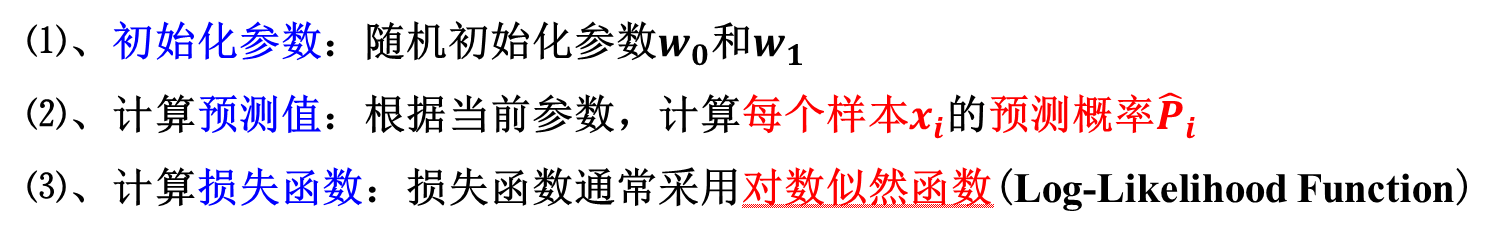 ⑴、初始化参数：随机初始化参数w₀和w₁
⑵、计算预测值：根据当前参数，计算每个样本xᵢ的预测概率P̂ᵢ
⑶、计算损失函数：损失函数通常采用对数似然函数(Log-Likelihood Function)